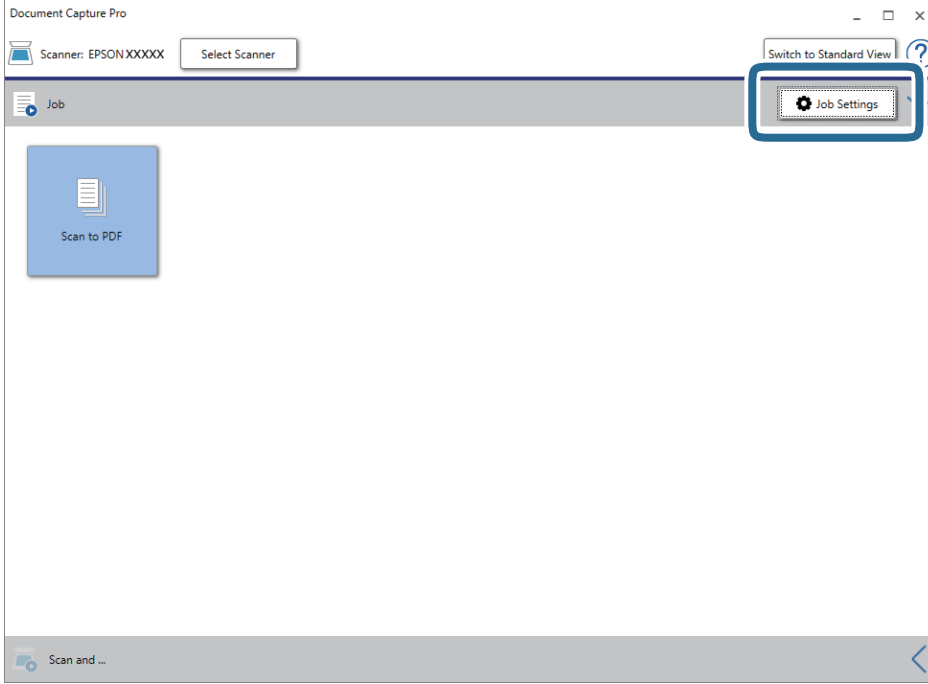 Document Capture Pro
Scanner: EPSON XXXXX
Select Scanner
Switch to Standard View
?
Job
Job Settings
Scan to PDF
Scan and ...